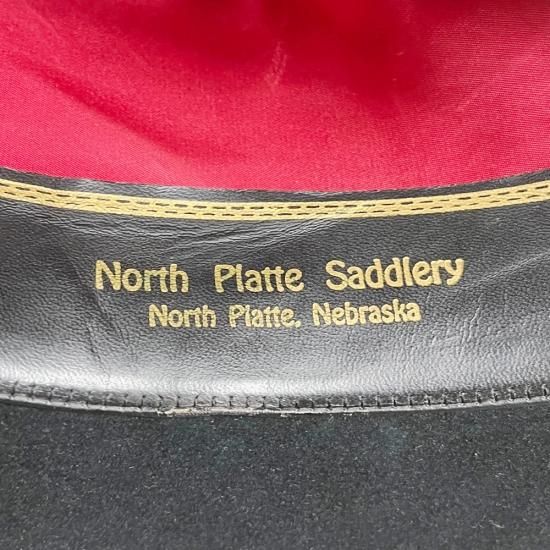 North Platte Saddlery
North Platte, Nebraska